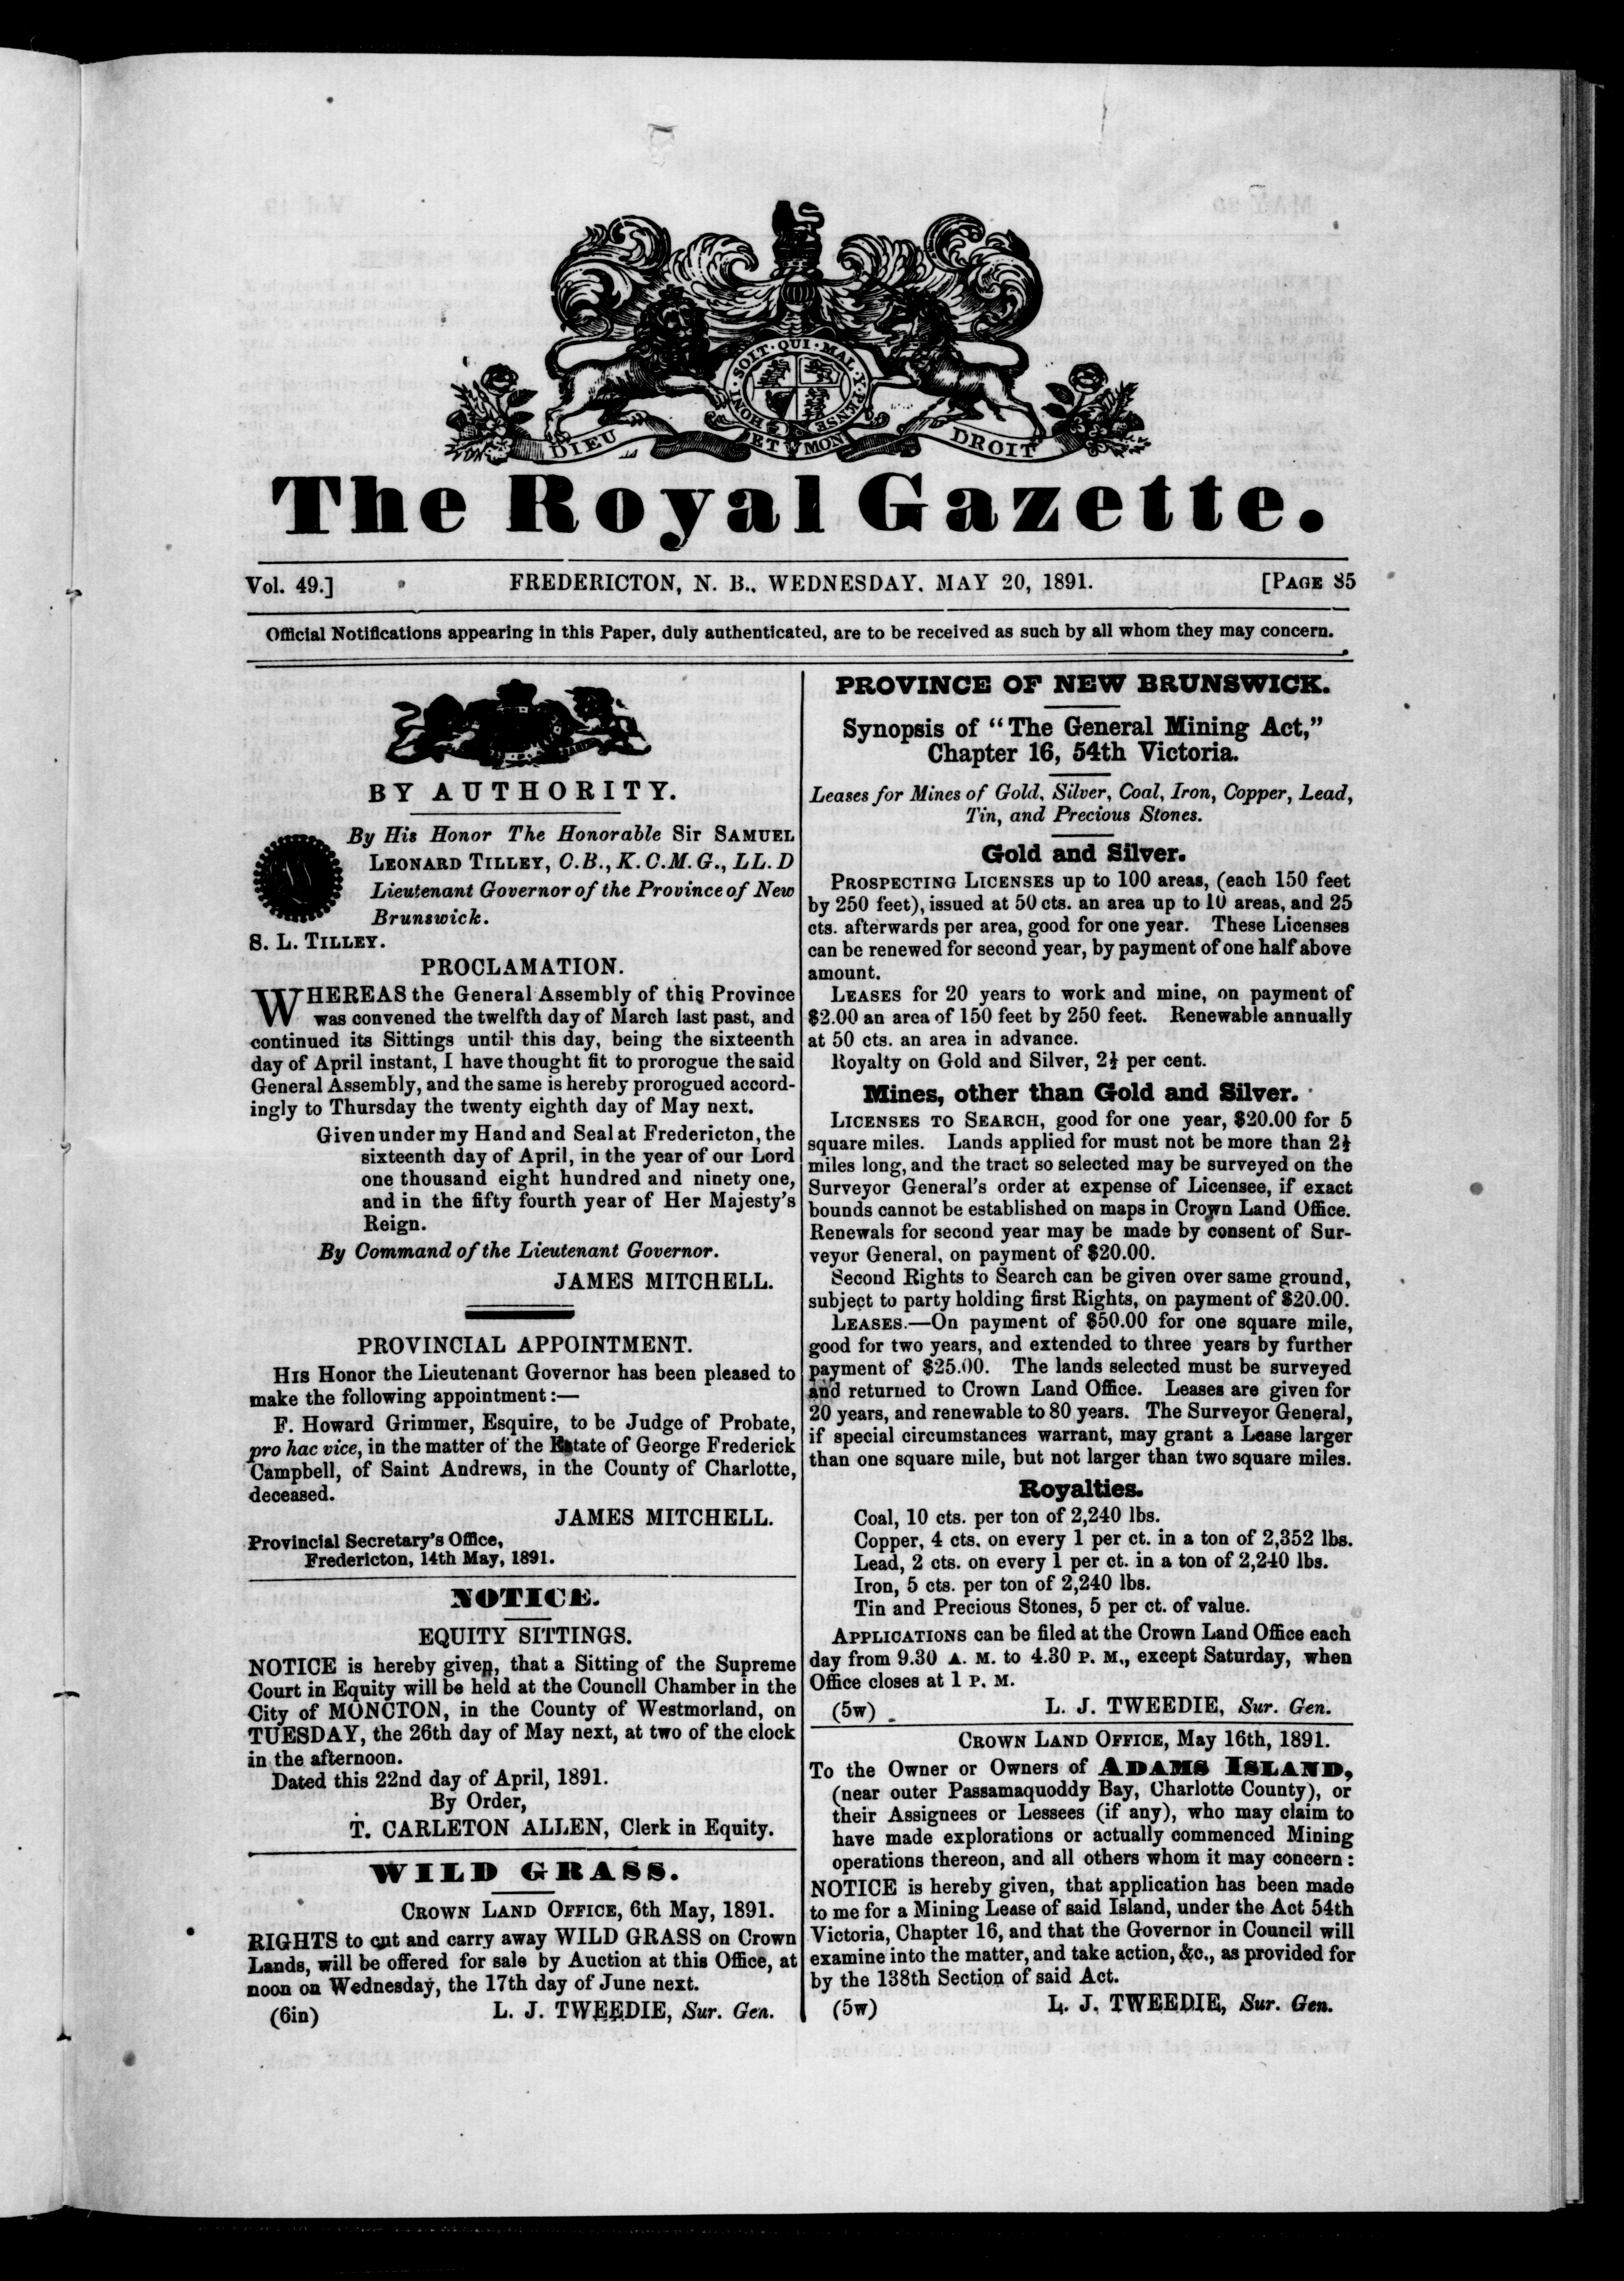 HONI · SOIT · QUI · MAL · Y · PENSE
DIEU ET MON DROIT
The Royal Gazette.
Vol. 49.] FREDERICTON, N. B., WEDNESDAY, MAY 20, 1891. [PAGE 85
Official Notifications appearing in this Paper, duly authenticated, are to be received as such by all whom they may concern.
BY AUTHORITY.
By His Honor The Honorable Sir SAMUEL
LEONARD TILLEY, C.B., K.C.M.G., LL.D
Lieutenant Governor of the Province of New
Brunswick.
S. L. TILLEY.
PROCLAMATION.
WHEREAS the General Assembly of this Province
was convened the twelfth day of March last past, and
continued its Sittings until this day, being the sixteenth
day of April instant, I have thought fit to prorogue the said
General Assembly, and the same is hereby prorogued accord-
ingly to Thursday the twenty eighth day of May next.
Given under my Hand and Seal at Fredericton, the
sixteenth day of April, in the year of our Lord
one thousand eight hundred and ninety one,
and in the fifty fourth year of Her Majesty's
Reign.
By Command of the Lieutenant Governor.
JAMES MITCHELL.
PROVINCIAL APPOINTMENT.
HIS Honor the Lieutenant Governor has been pleased to
make the following appointment:—
F. Howard Grimmer, Esquire, to be Judge of Probate,
pro hac vice, in the matter of the Estate of George Frederick
Campbell, of Saint Andrews, in the County of Charlotte,
deceased.
JAMES MITCHELL.
Provincial Secretary's Office,
Fredericton, 14th May, 1891.
NOTICE.
EQUITY SITTINGS.
NOTICE is hereby given, that a Sitting of the Supreme
Court in Equity will be held at the Council Chamber in the
City of MONCTON, in the County of Westmorland, on
TUESDAY, the 26th day of May next, at two of the clock
in the afternoon.
Dated this 22nd day of April, 1891.
By Order,
T. CARLETON ALLEN, Clerk in Equity.
WILD GRASS.
CROWN LAND OFFICE, 6th May, 1891.
RIGHTS to cut and carry away WILD GRASS on Crown
Lands, will be offered for sale by Auction at this Office, at
noon on Wednesday, the 17th day of June next.
(6in) L. J. TWEEDIE, Sur. Gen.
PROVINCE OF NEW BRUNSWICK.
Synopsis of "The General Mining Act,"
Chapter 16, 54th Victoria.
Leases for Mines of Gold, Silver, Coal, Iron, Copper, Lead,
Tin, and Precious Stones.
Gold and Silver.
PROSPECTING LICENSES up to 100 areas, (each 150 feet
by 250 feet), issued at 50 cts. an area up to 10 areas, and 25
cts. afterwards per area, good for one year. These Licenses
can be renewed for second year, by payment of one half above
amount.
LEASES for 20 years to work and mine, on payment of
$2.00 an area of 150 feet by 250 feet. Renewable annually
at 50 cts. an area in advance.
Royalty on Gold and Silver, 2½ per cent.
Mines, other than Gold and Silver.
LICENSES TO SEARCH, good for one year, $20.00 for 5
square miles. Lands applied for must not be more than 2½
miles long, and the tract so selected may be surveyed on the
Surveyor General's order at expense of Licensee, if exact
bounds cannot be established on maps in Crown Land Office.
Renewals for second year may be made by consent of Sur-
veyor General, on payment of $20.00.
Second Rights to Search can be given over same ground,
subject to party holding first Rights, on payment of $20.00.
LEASES.—On payment of $50.00 for one square mile,
good for two years, and extended to three years by further
payment of $25.00. The lands selected must be surveyed
and returned to Crown Land Office. Leases are given for
20 years, and renewable to 80 years. The Surveyor General,
if special circumstances warrant, may grant a Lease larger
than one square mile, but not larger than two square miles.
Royalties.
Coal, 10 cts. per ton of 2,240 lbs.
Copper, 4 cts. on every 1 per ct. in a ton of 2,352 lbs.
Lead, 2 cts. on every 1 per ct. in a ton of 2,240 lbs.
Iron, 5 cts. per ton of 2,240 lbs.
Tin and Precious Stones, 5 per ct. of value.
APPLICATIONS can be filed at the Crown Land Office each
day from 9.30 A. M. to 4.30 P. M., except Saturday, when
Office closes at 1 P. M.
(5w) L. J. TWEEDIE, Sur. Gen.
CROWN LAND OFFICE, May 16th, 1891.
To the Owner or Owners of ADAMS ISLAND,
(near outer Passamaquoddy Bay, Charlotte County), or
their Assignees or Lessees (if any), who may claim to
have made explorations or actually commenced Mining
operations thereon, and all others whom it may concern:
NOTICE is hereby given, that application has been made
to me for a Mining Lease of said Island, under the Act 54th
Victoria, Chapter 16, and that the Governor in Council will
examine into the matter, and take action, &c., as provided for
by the 138th Section of said Act.
(5w) L. J. TWEEDIE, Sur. Gen.